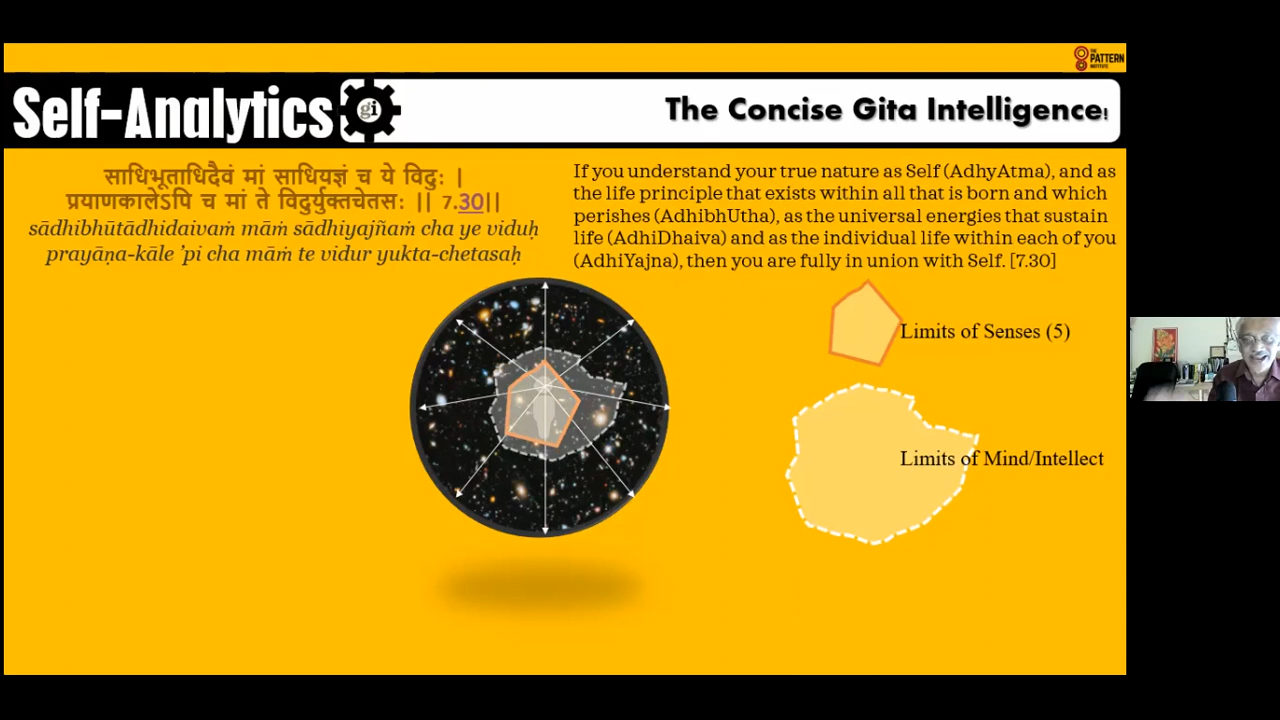 THE
PATTERN
INSTITUTE
Self-Analytics
gi
The Concise Gita Intelligence!
साधिभूताधिदैवं मां साधियज्ञं च ये विदुः |
प्रयाणकालेऽपि च मां ते विदुर्युक्तचेतसः || 7.30||
sādhibhūtādhidaivaṁ māṁ sādhiyajñaṁ cha ye viduḥ
prayāṇa-kāle ’pi cha māṁ te vidur yukta-chetasaḥ
If you understand your true nature as Self (AdhyAtma), and as
the life principle that exists within all that is born and which
perishes (AdhibhUtha), as the universal energies that sustain
life (AdhiDhaiva) and as the individual life within each of you
(AdhiYajna), then you are fully in union with Self. [7.30]
Limits of Senses (5)
Limits of Mind/Intellect